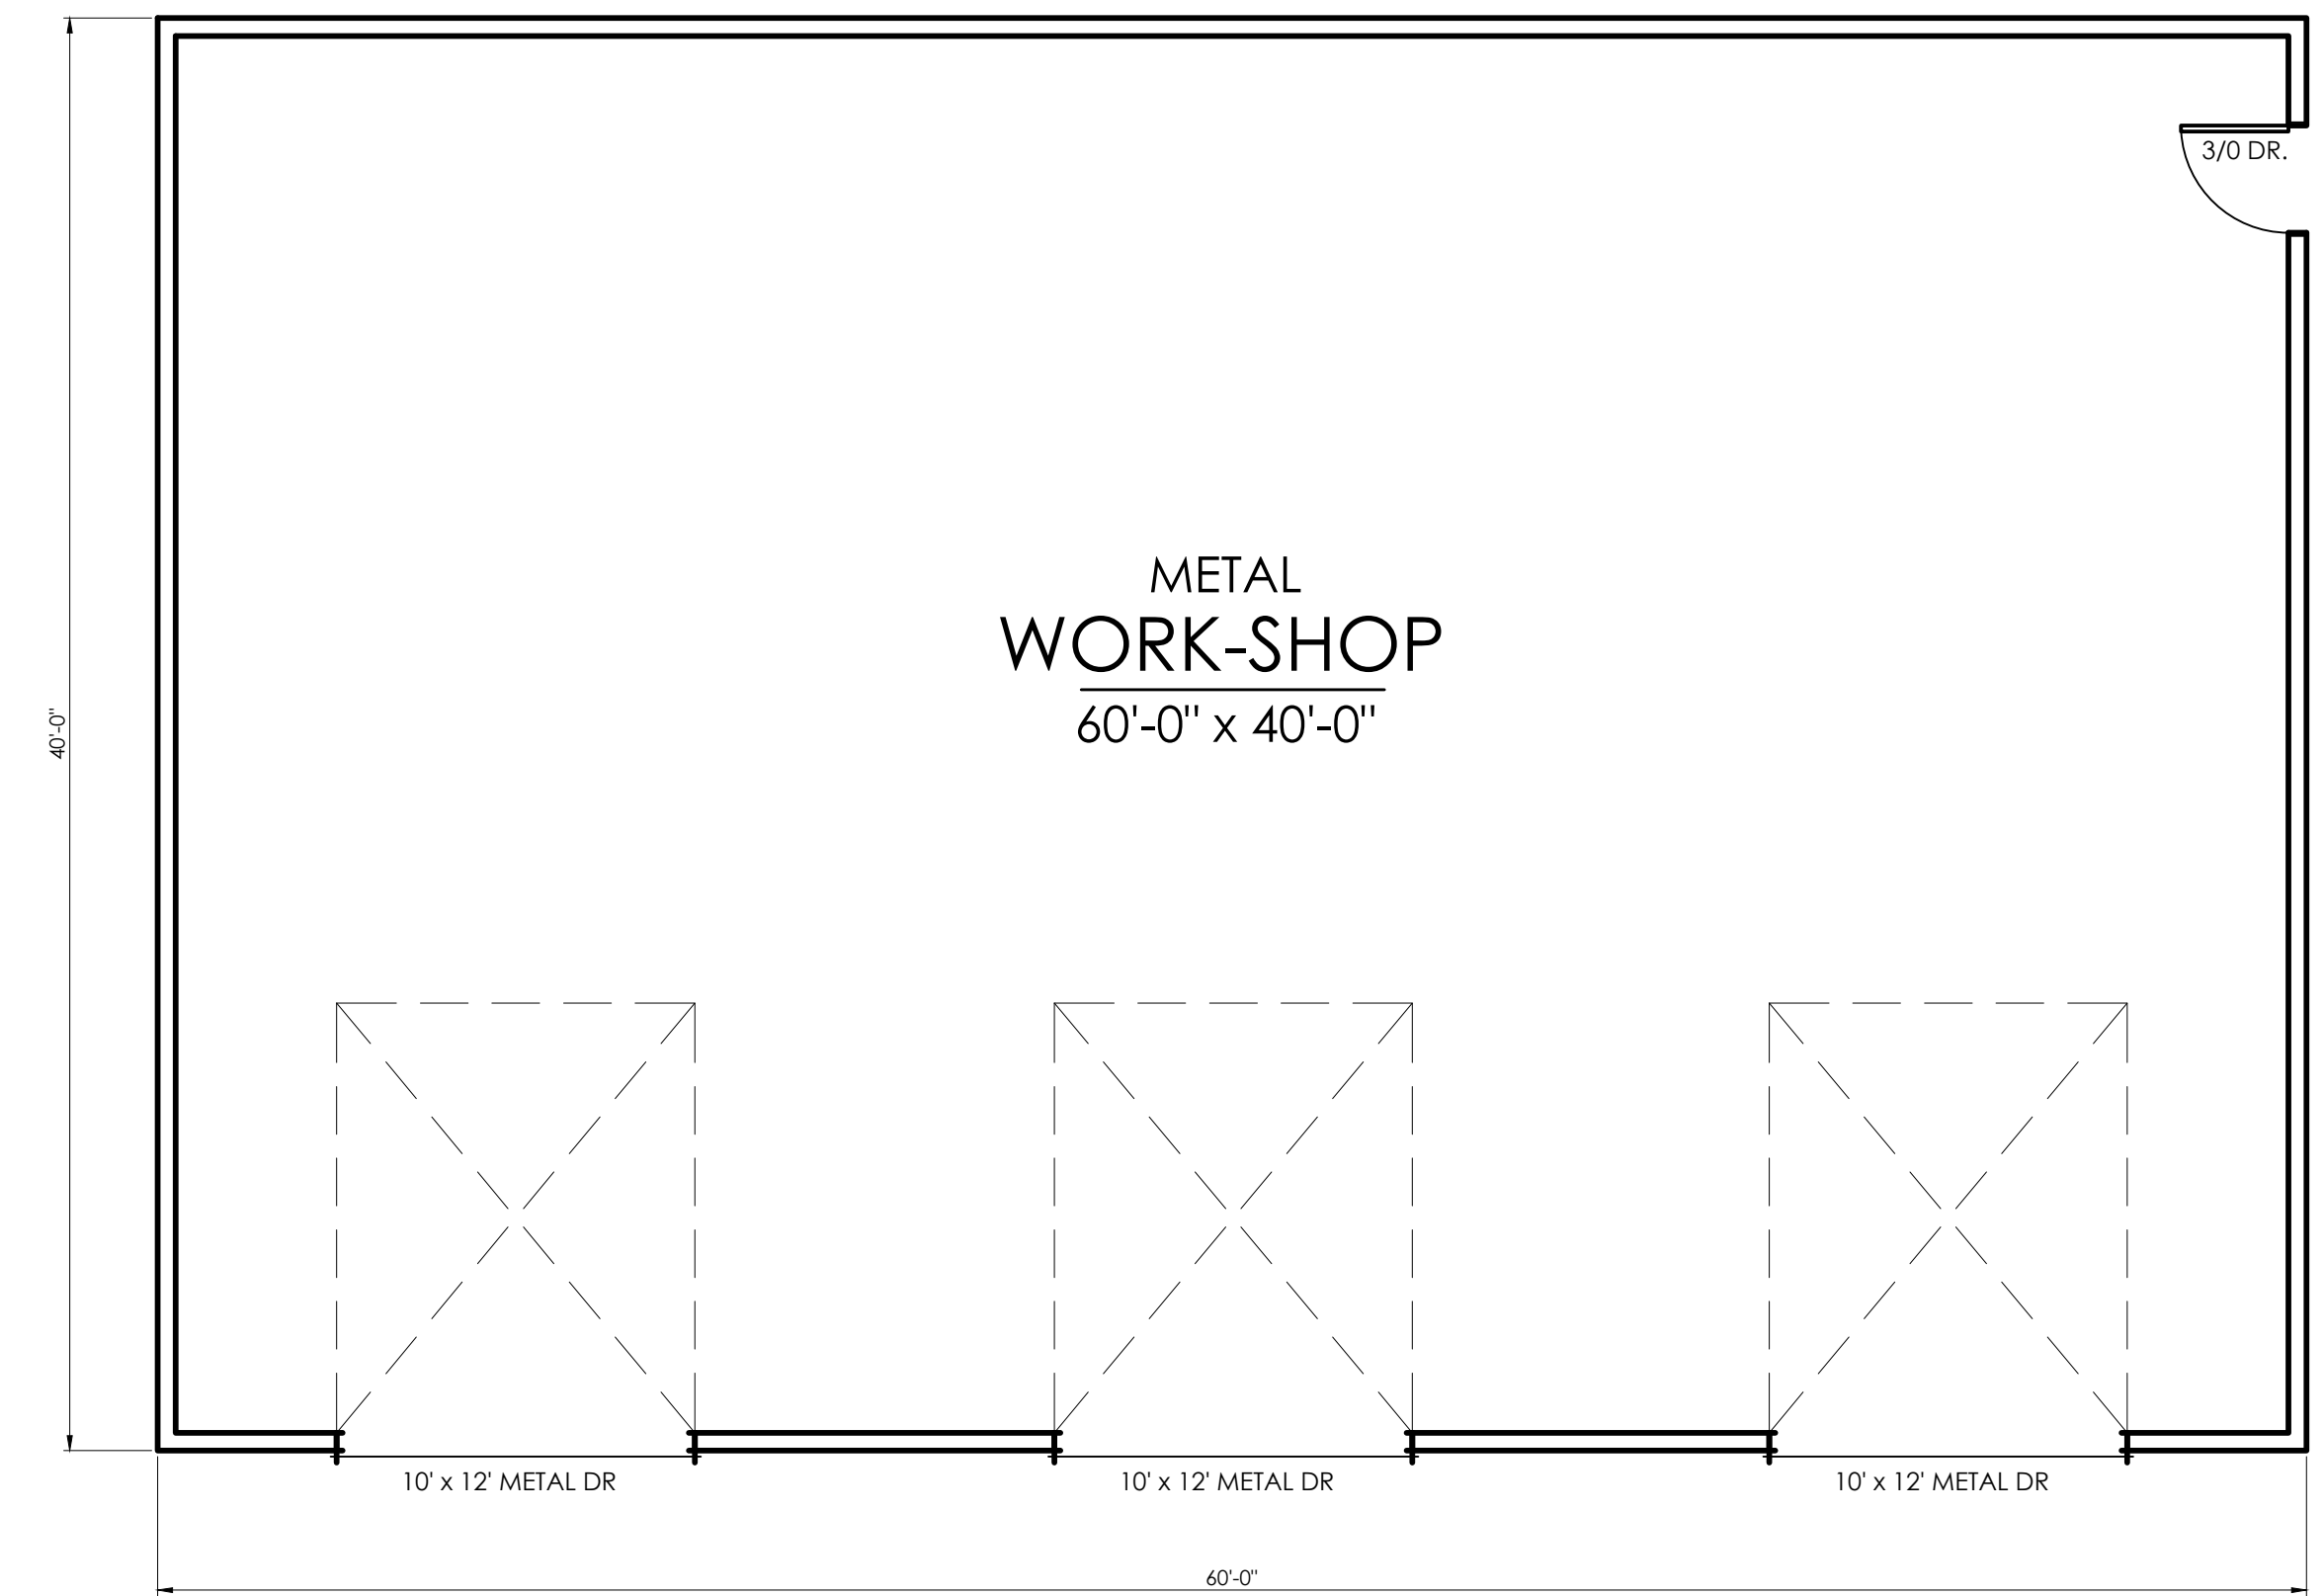 3/0 DR.
METAL
WORK-SHOP
60'-0" x 40'-0"
40'-0"
10' x 12' METAL DR
10' x 12' METAL DR
10' x 12' METAL DR
60'-0"